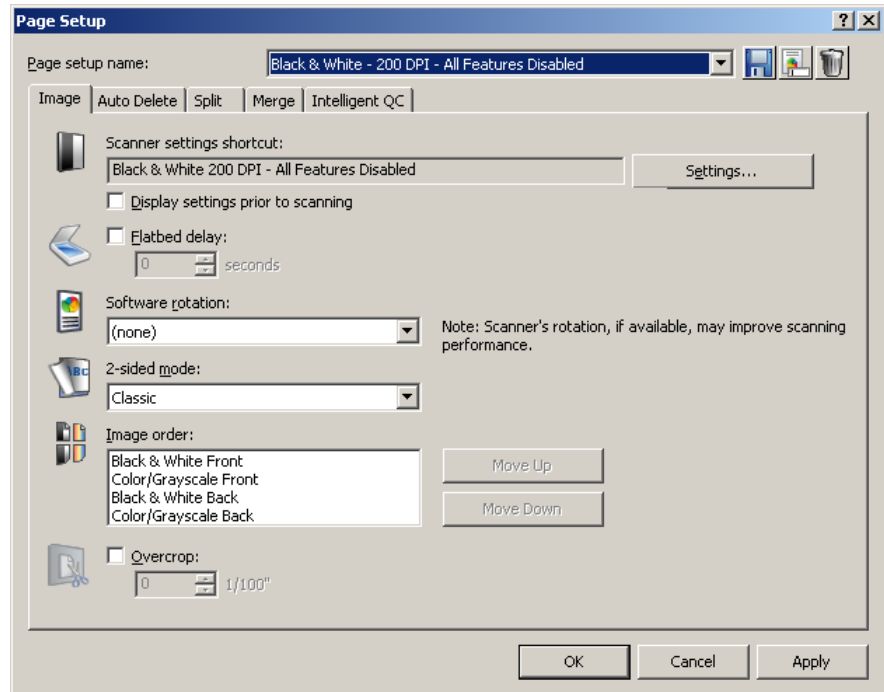 Page Setup
Page setup name:
Black & White - 200 DPI - All Features Disabled
Image
Auto Delete
Split
Merge
Intelligent QC
Scanner settings shortcut:
Black & White 200 DPI - All Features Disabled
Settings...
Display settings prior to scanning
Flatbed delay:
0
seconds
Software rotation:
(none)
Note: Scanner's rotation, if available, may improve scanning
performance.
BC
2-sided mode:
Classic
Image order:
Black & White Front
Color/Grayscale Front
Black & White Back
Color/Grayscale Back
Move Up
Move Down
Overcrop:
0
1/100"
OK
Cancel
Apply